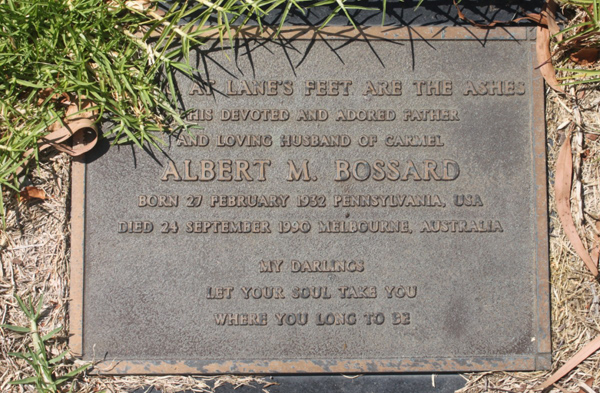 AT LANE'S FEET ARE THE ASHES
HIS DEVOTED AND ADORED FATHER
AND LOVING HUSBAND OF CARMEL
ALBERT M. BOSSARD
BORN 27 FEBRUARY 1932 PENNSYLVANIA, USA
DIED 24 SEPTEMBER 1990 MELBOURNE, AUSTRALIA
MY DARLINGS
LET YOUR SOUL TAKE YOU
WHERE YOU LONG TO BE